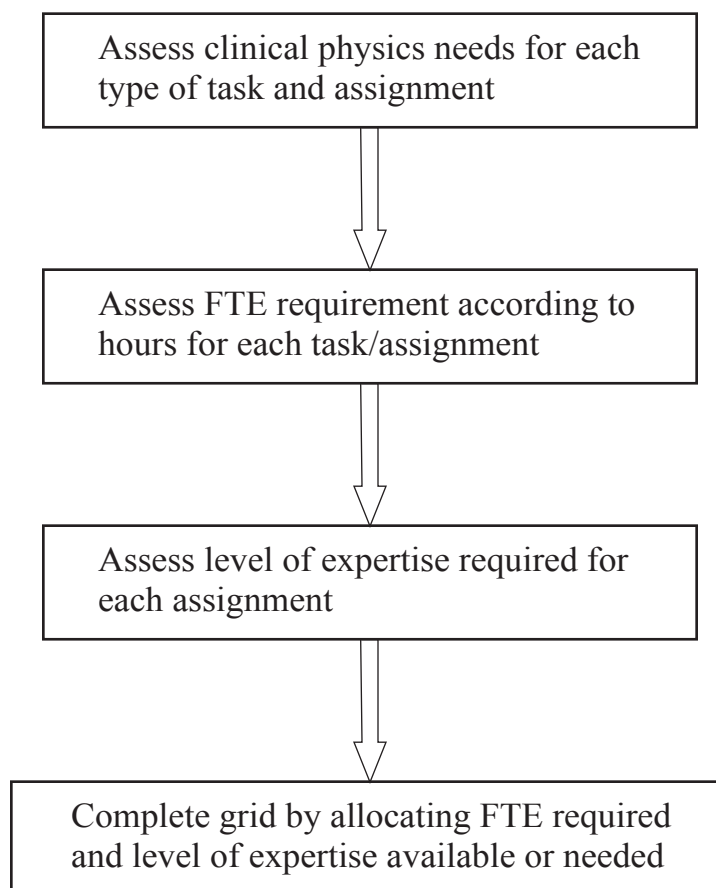 Assess clinical physics needs for each
type of task and assignment
Assess FTE requirement according to
hours for each task/assignment
Assess level of expertise required for
each assignment
Complete grid by allocating FTE required
and level of expertise available or needed